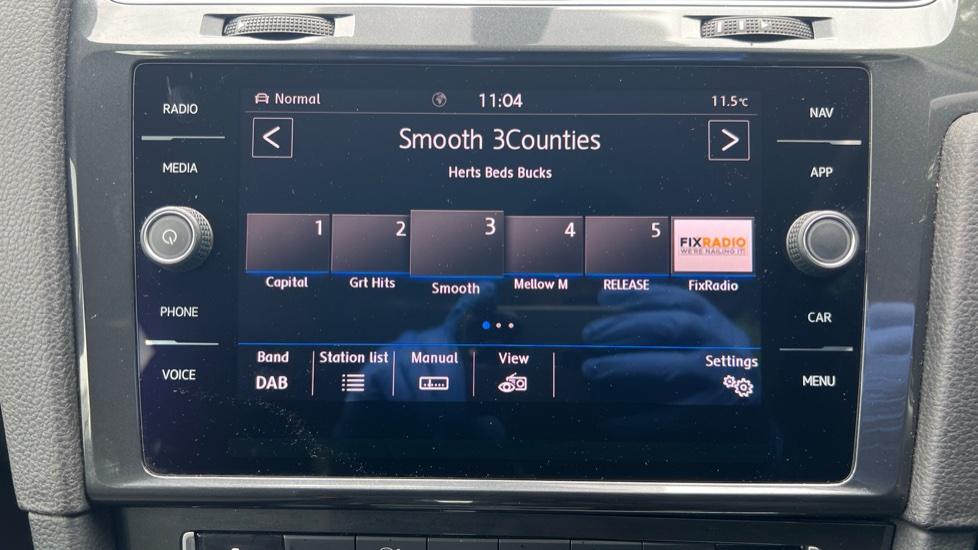 RADIO
MEDIA
PHONE
VOICE
Normal 11:04 11.5°C
< Smooth 3Counties >
Herts Beds Bucks
1 2 3 4 5
FIXRADIO
WE'RE NAILING IT!
Capital Grt Hits Smooth Mellow M RELEASE FixRadio
Band Station list Manual View Settings
DAB
NAV
APP
CAR
MENU